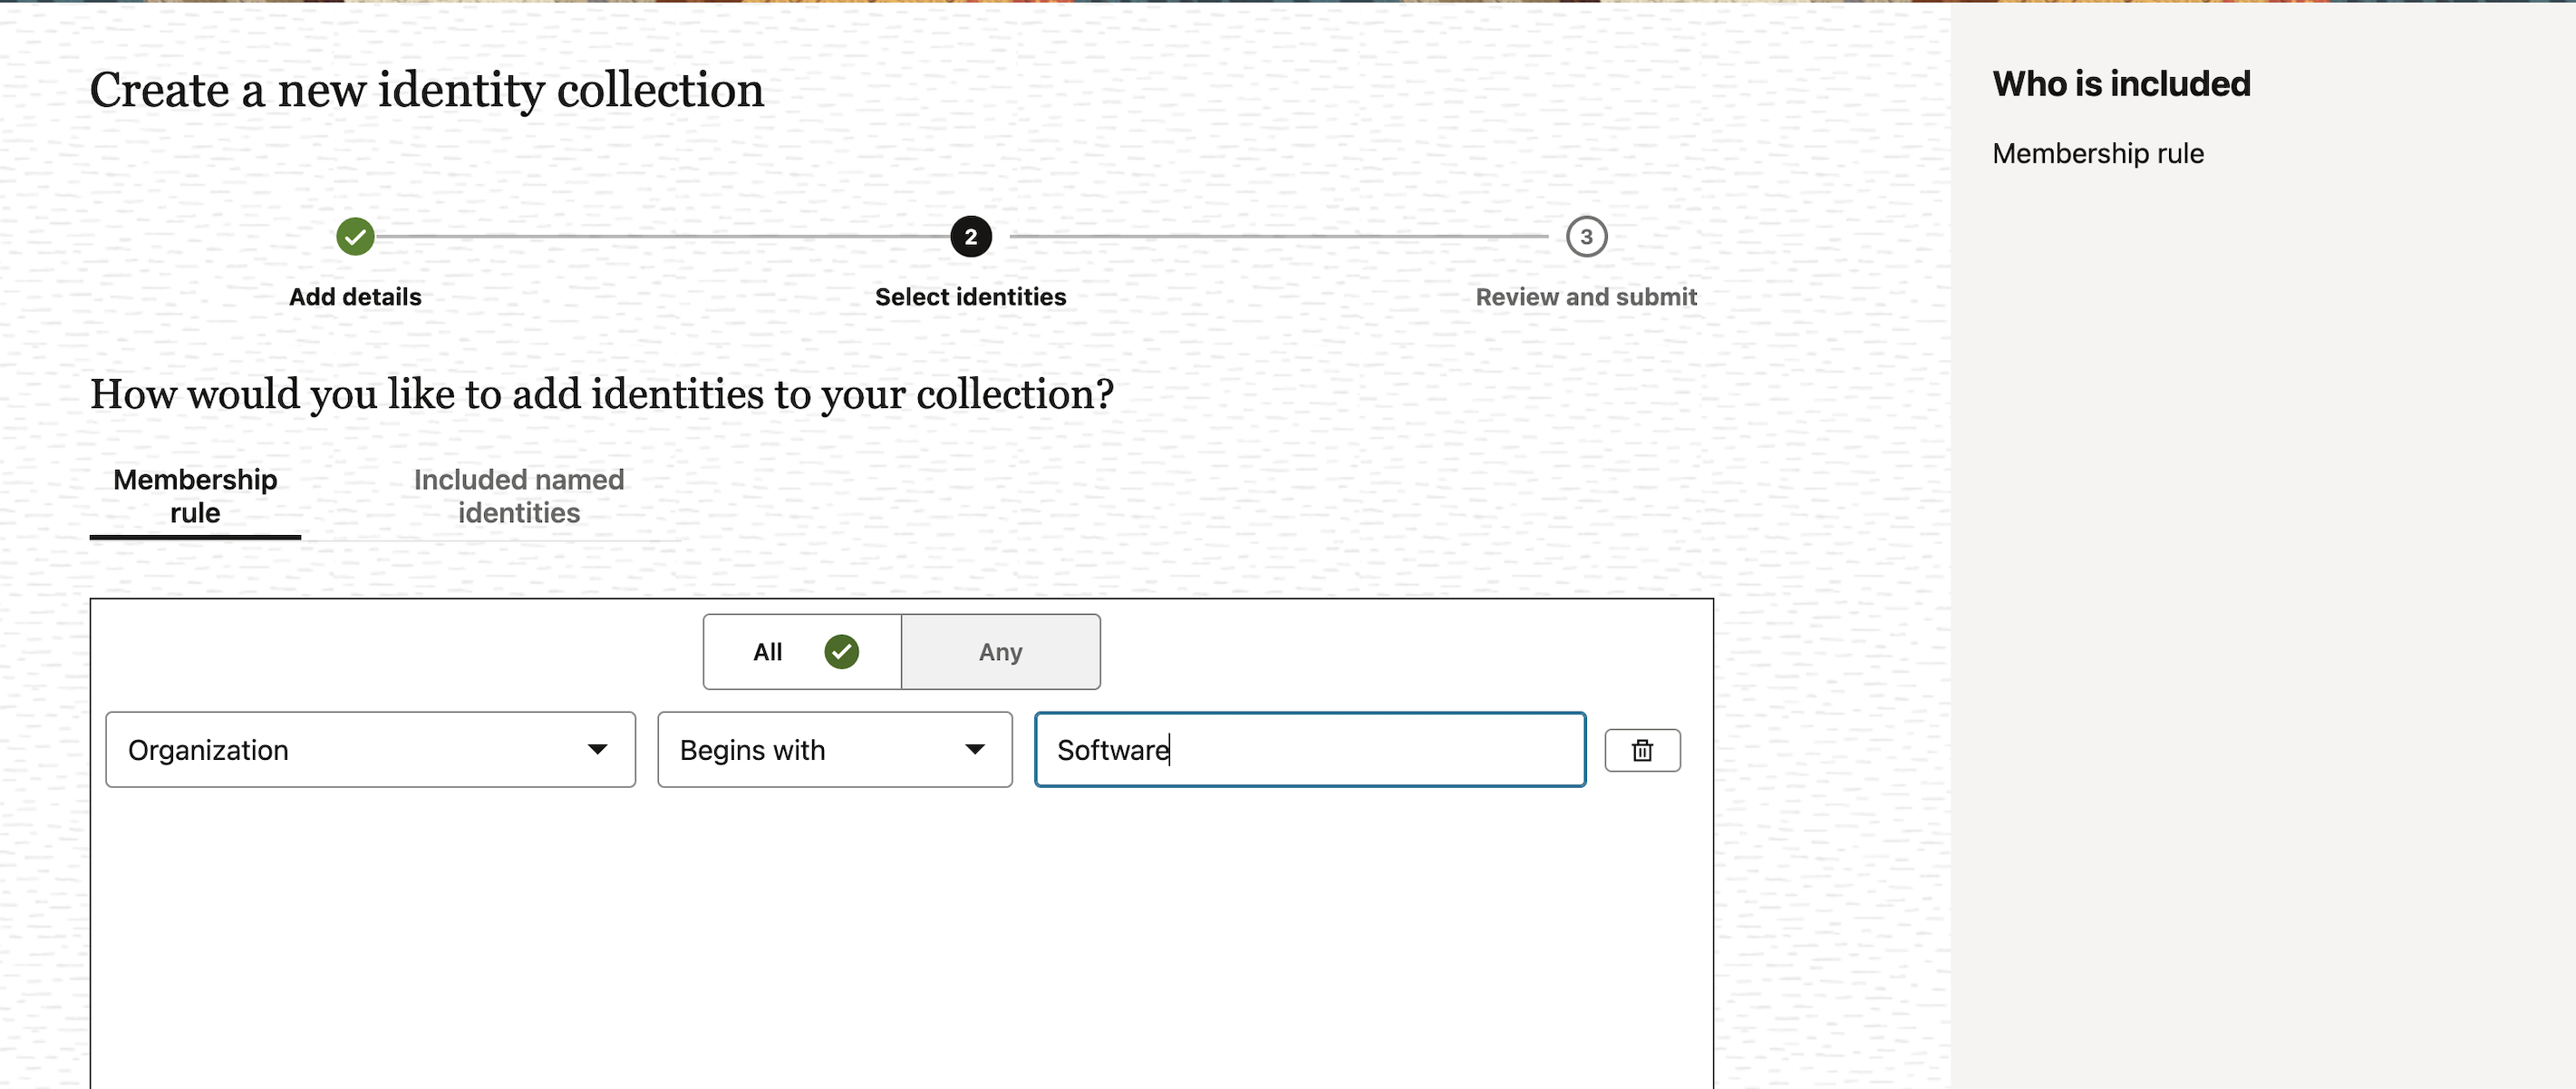 Create a new identity collection
2
3
Add details
Select identities
Review and submit
How would you like to add identities to your collection?
Membership
rule
Included named
identities
All
Any
Organization
Begins with
Software
Who is included
Membership rule